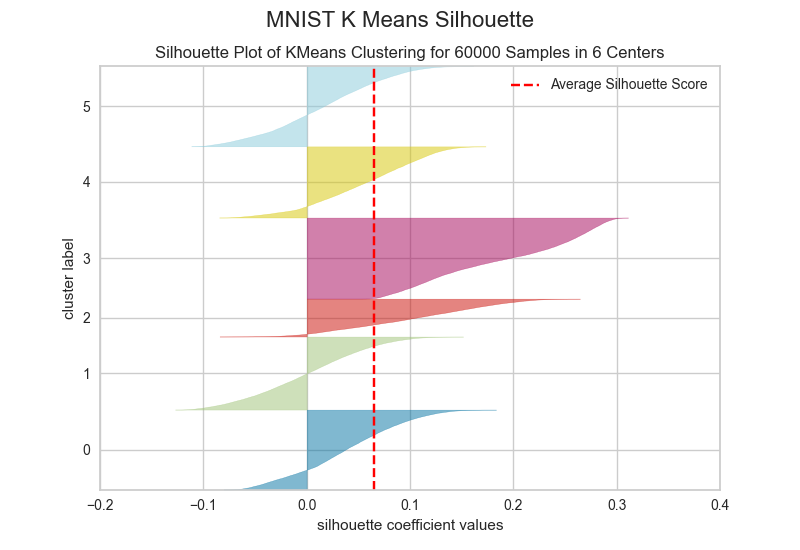 MNIST K Means Silhouette
Silhouette Plot of KMeans Clustering for 60000 Samples in 6 Centers
Average Silhouette Score
5
4
3
2
1
0
cluster label
−0.2 −0.1 0.0 0.1 0.2 0.3 0.4
silhouette coefficient values